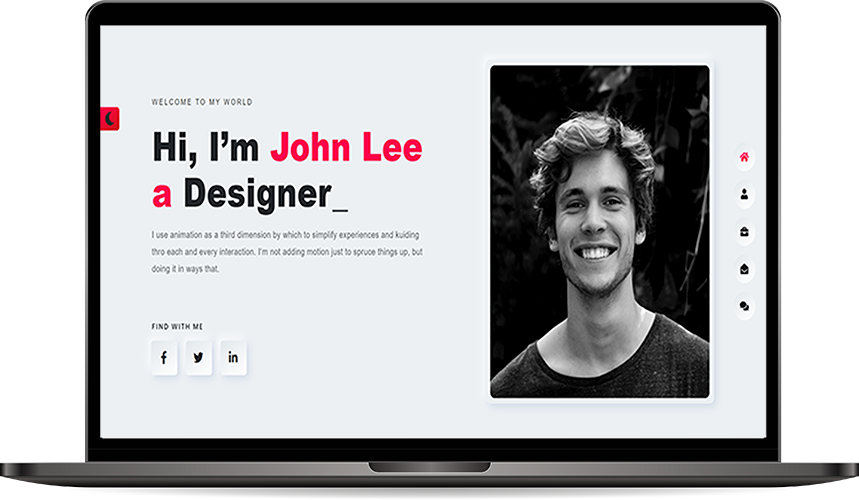 WELCOME TO MY WORLD
Hi, I’m John Lee
a Designer_
I use animation as a third dimension by which to simplify experiences and kuiding
thro each and every interaction. I’m not adding motion just to spruce things up, but
doing it in ways that.
FIND WITH ME